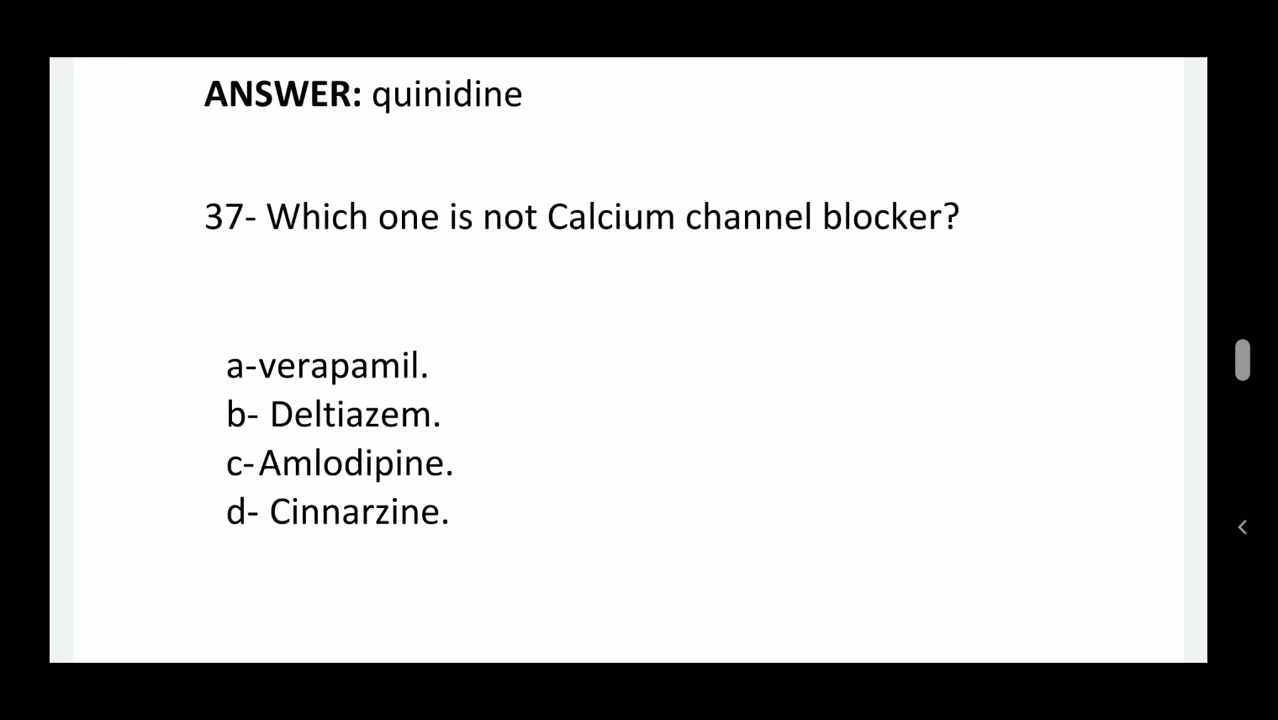 ANSWER: quinidine
37- Which one is not Calcium channel blocker?
a-verapamil.
b- Deltiazem.
c-Amlodipine.
d- Cinnarzine.